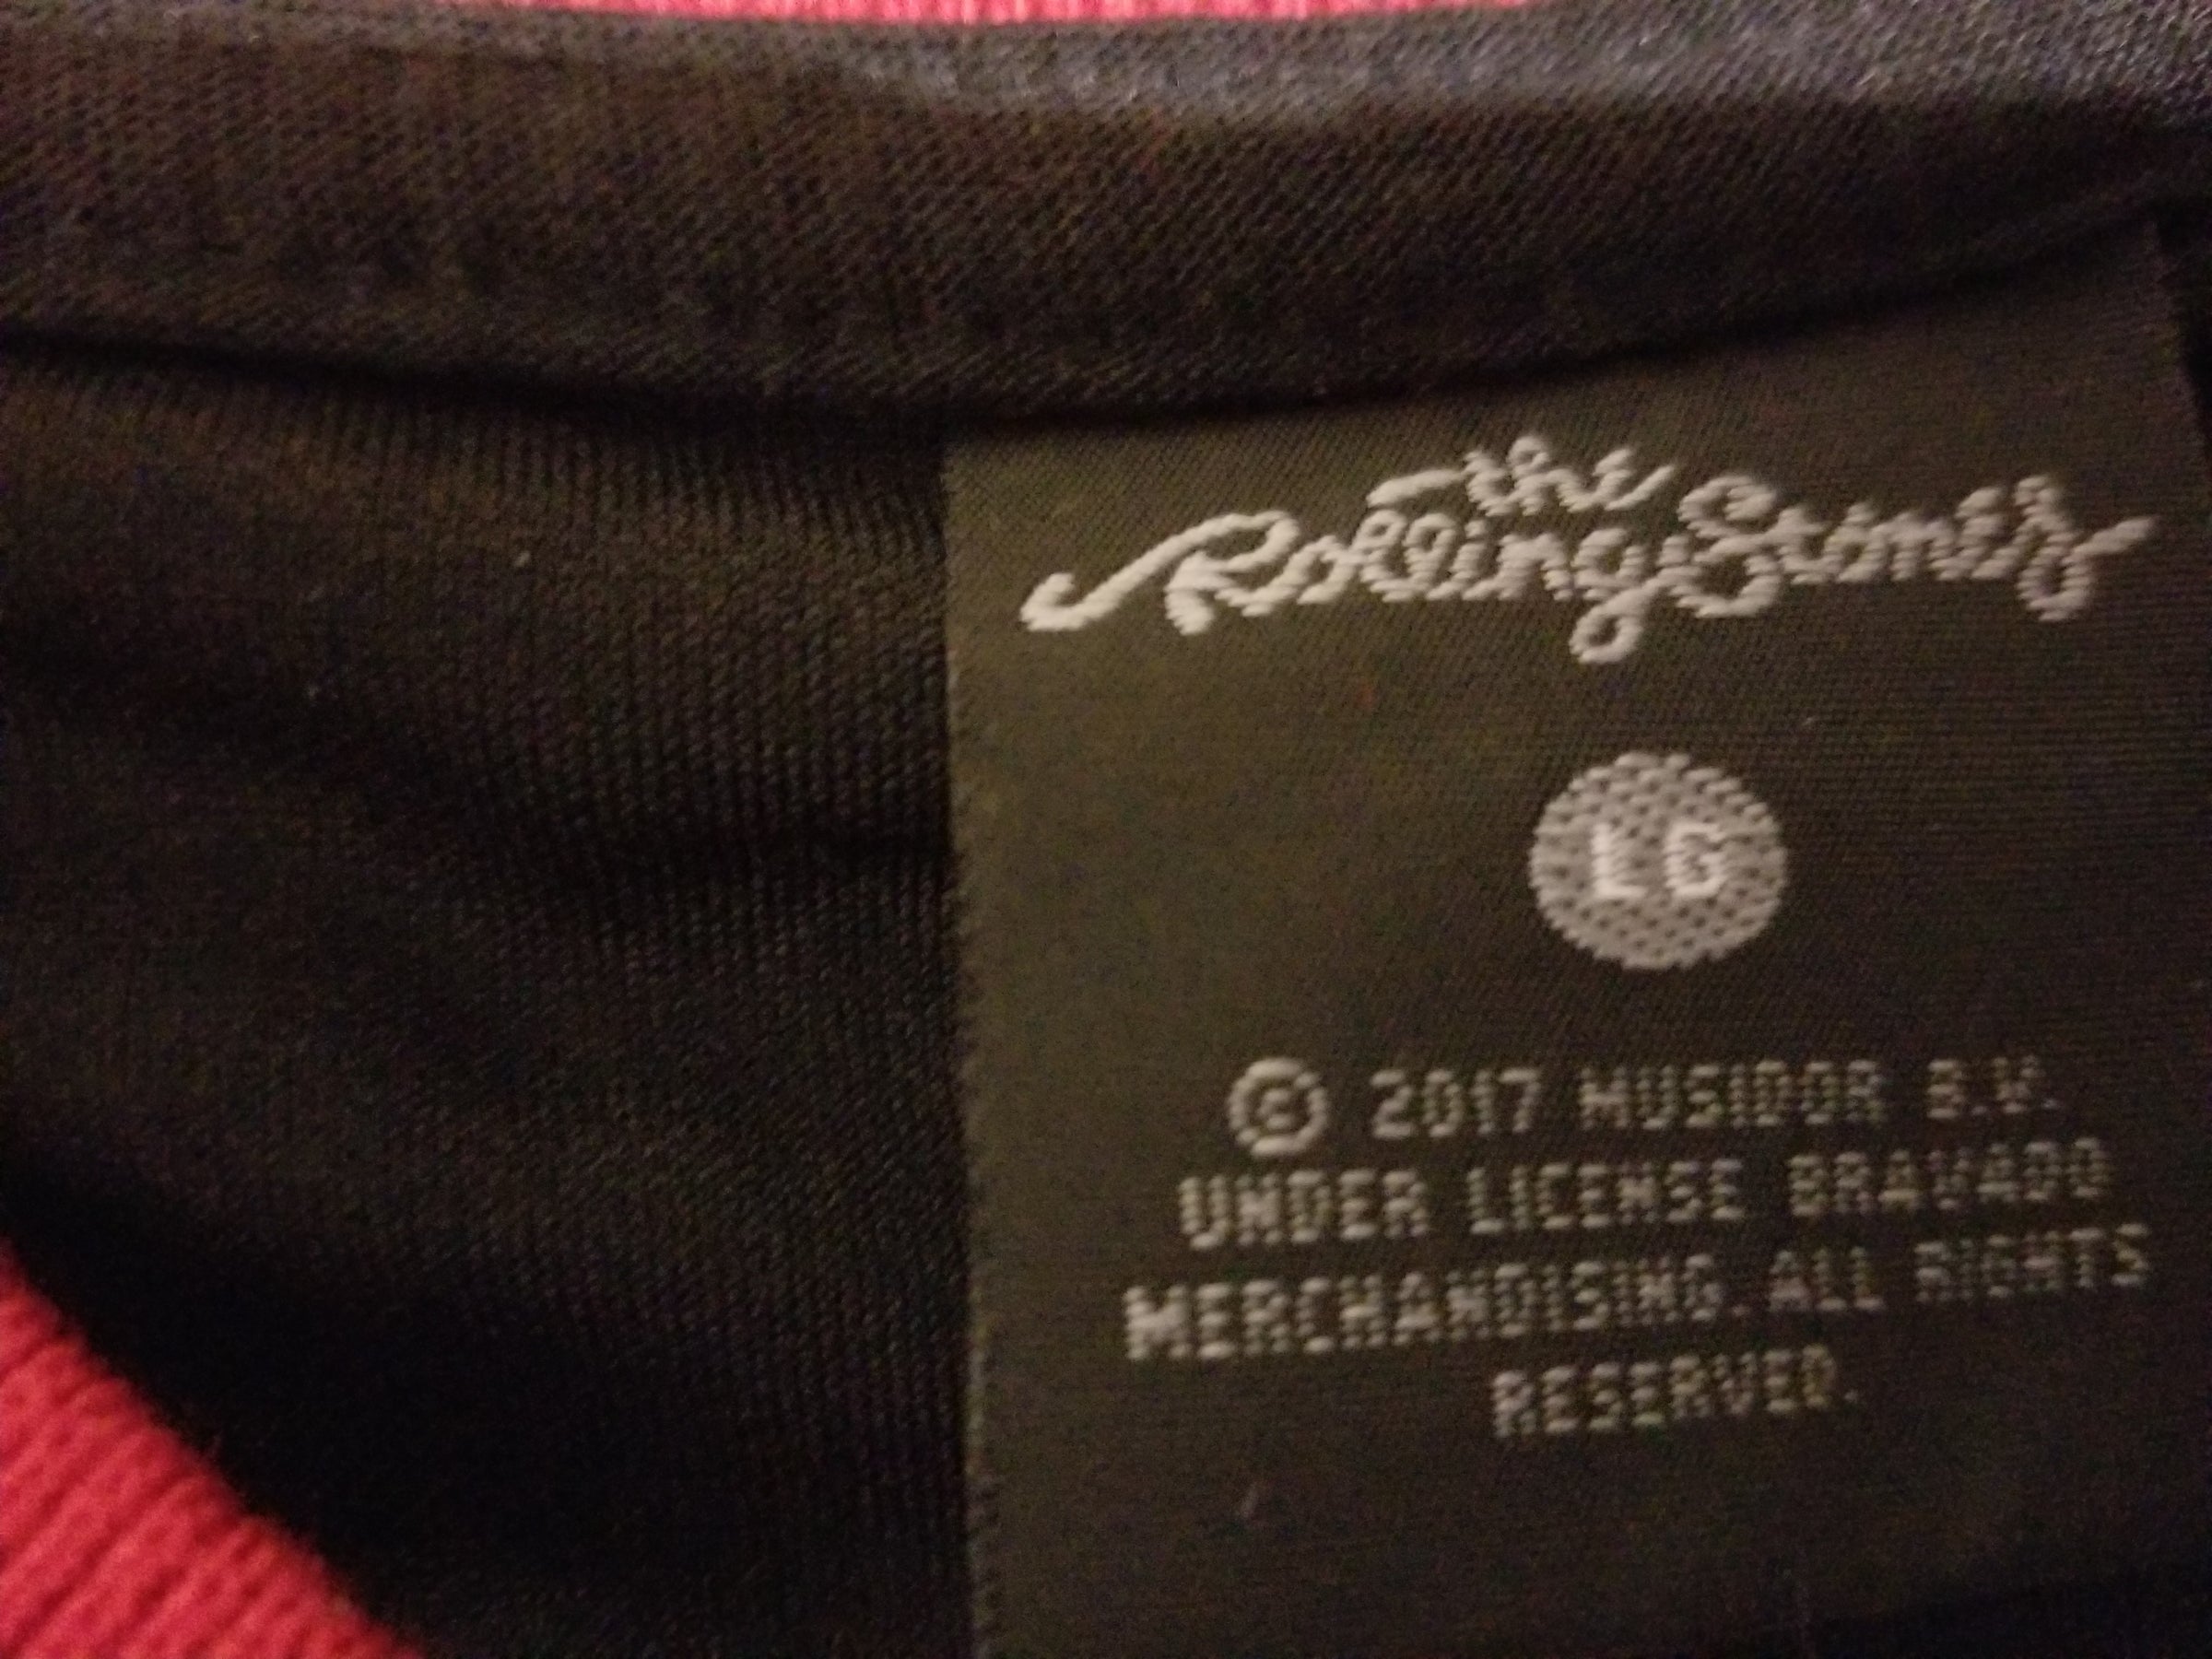 the
Rolling Stones
LG
© 2017 MUSIDOR B.V.
UNDER LICENSE BRAVADO
MERCHANDISING. ALL RIGHTS
RESERVED.